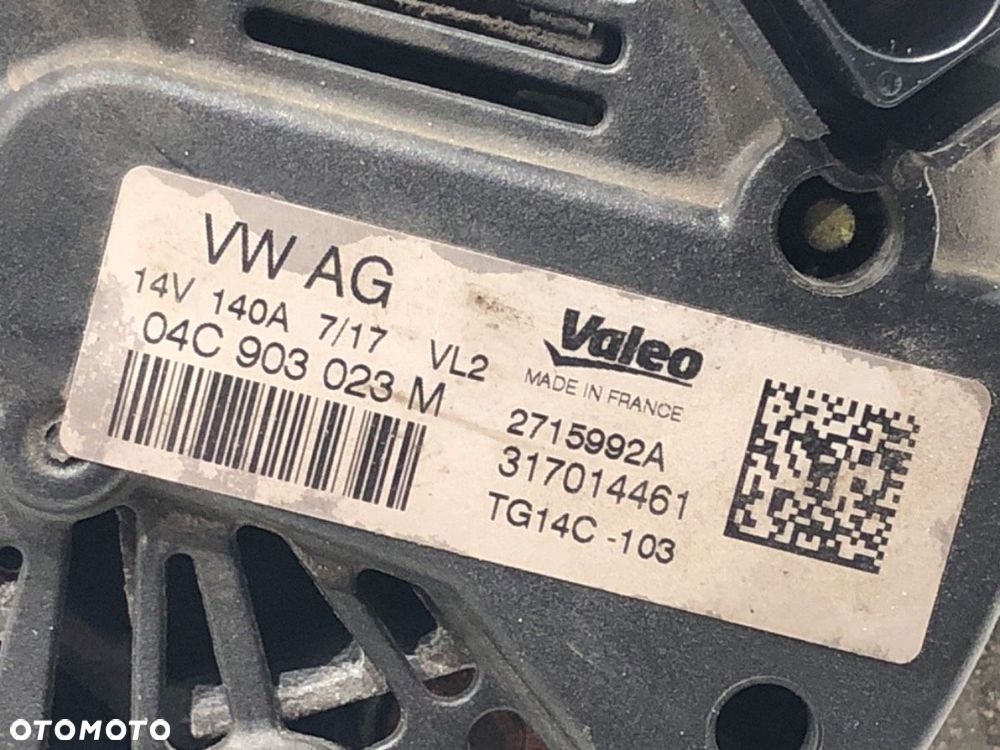 VW AG
14V 140A 7/17 VL2
04C 903 023 M
Valeo
MADE IN FRANCE
2715992A
317014461
TG14C -103
OTOMOTO